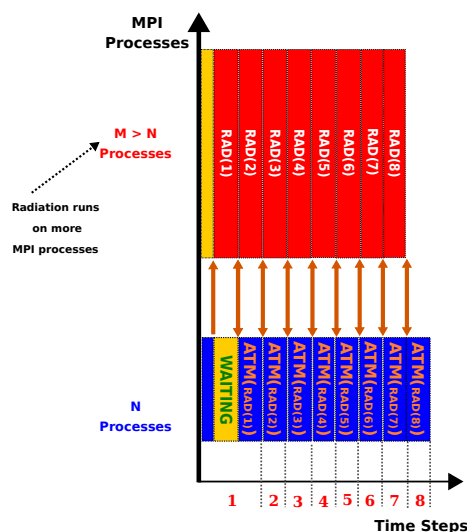 MPI
Processes
M > N
Processes
Radiation runs
on more
MPI processes
RAD(1)
RAD(2)
RAD(3)
RAD(4)
RAD(5)
RAD(6)
RAD(7)
RAD(8)
N
Processes
WAITING
ATM(RAD(1))
ATM(RAD(2))
ATM(RAD(3))
ATM(RAD(4))
ATM(RAD(5))
ATM(RAD(6))
ATM(RAD(7))
ATM(RAD(8))
1 2 3 4 5 6 7 8
Time Steps